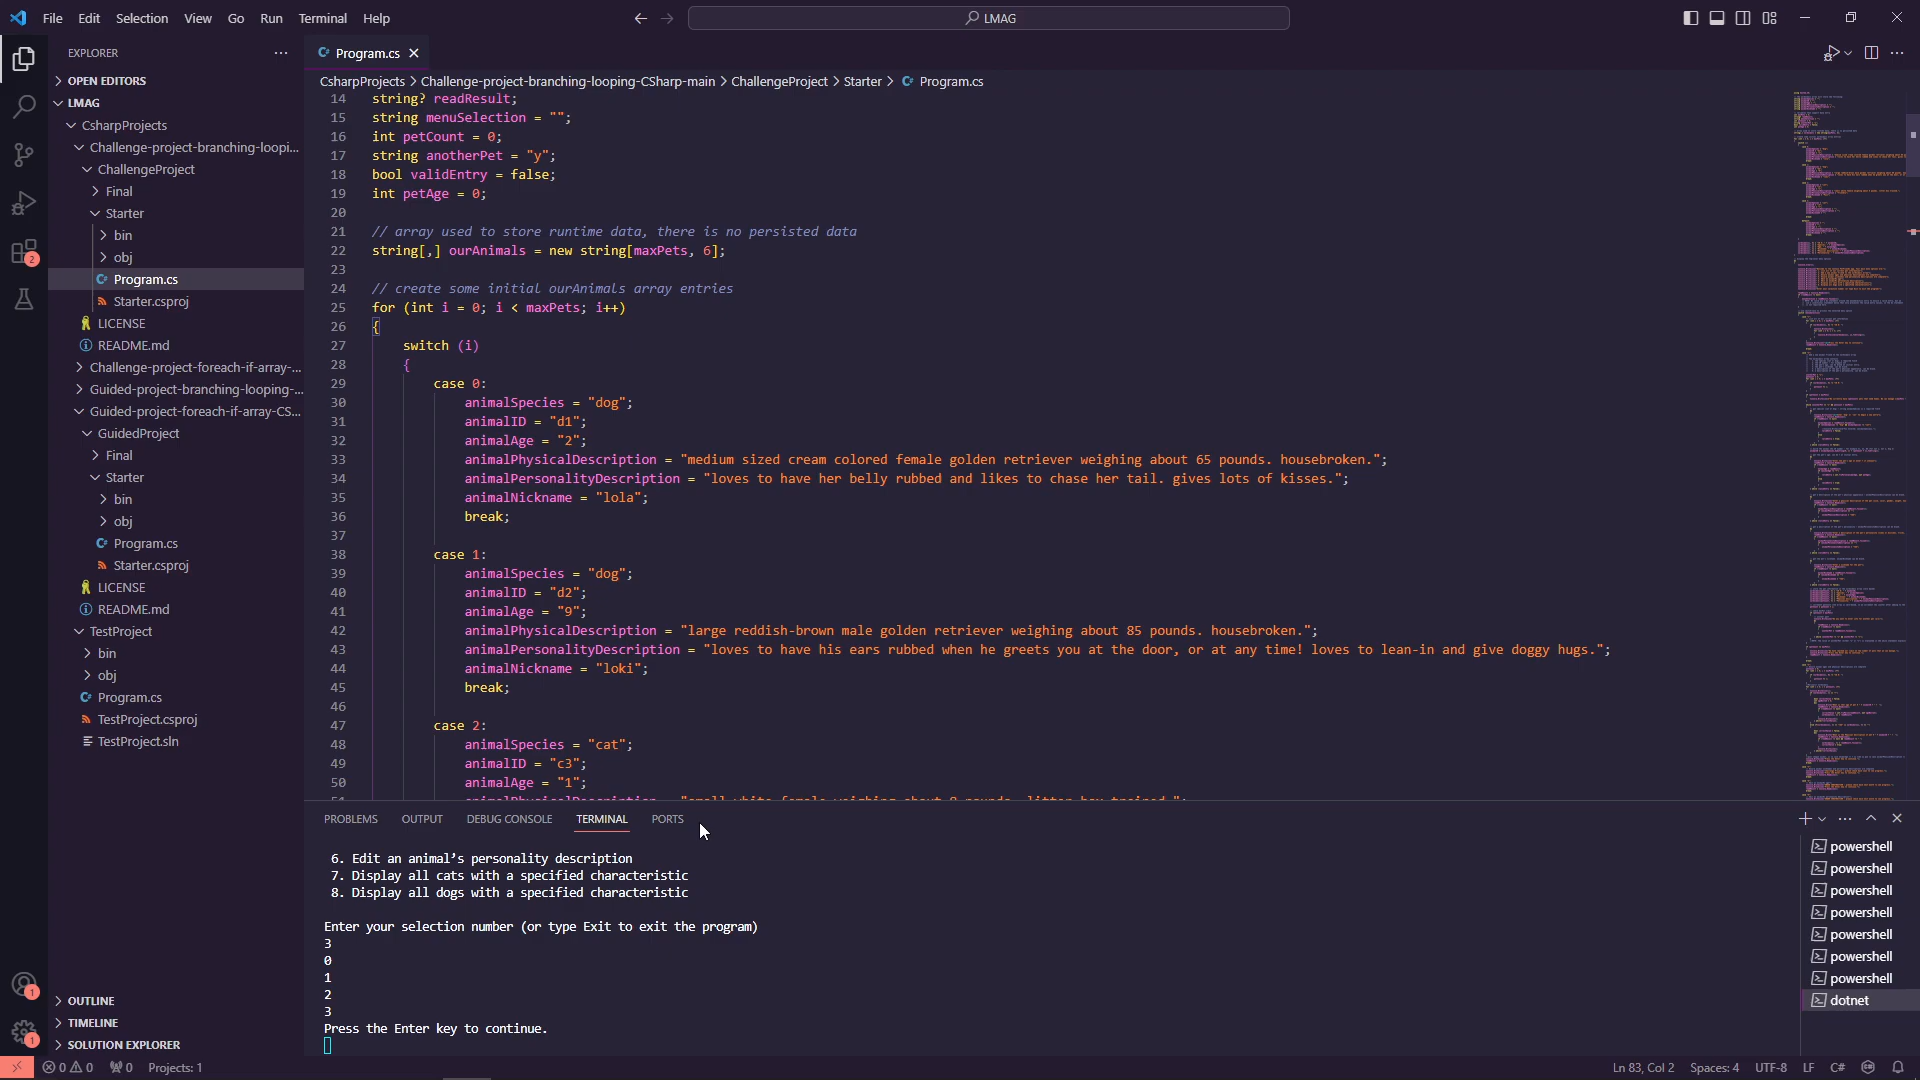 File Edit Selection View Go Run Terminal Help
LMAG
EXPLORER
OPEN EDITORS
LMAG
CsharpProjects
Challenge-project-branching-loopi...
ChallengeProject
Final
Starter
bin
obj
Program.cs
Starter.csproj
LICENSE
README.md
Challenge-project-foreach-if-array-...
Guided-project-branching-looping-...
Guided-project-foreach-if-array-CS...
GuidedProject
Final
Starter
bin
obj
Program.cs
Starter.csproj
LICENSE
README.md
TestProject
bin
obj
Program.cs
TestProject.csproj
TestProject.sln
OUTLINE
TIMELINE
SOLUTION EXPLORER
2
1
1
Program.cs
CsharpProjects > Challenge-project-branching-looping-CSharp-main > ChallengeProject > Starter > Program.cs
14 string? readResult;
15 string menuSelection = "";
16 int petCount = 0;
17 string anotherPet = "y";
18 bool validEntry = false;
19 int petAge = 0;
20
21 // array used to store runtime data, there is no persisted data
22 string[,] ourAnimals = new string[maxPets, 6];
23
24 // create some initial ourAnimals array entries
25 for (int i = 0; i < maxPets; i++)
26 {
27 switch (i)
28 {
29 case 0:
30 animalSpecies = "dog";
31 animalID = "d1";
32 animalAge = "2";
33 animalPhysicalDescription = "medium sized cream colored female golden retriever weighing about 65 pounds. housebroken.";
34 animalPersonalityDescription = "loves to have her belly rubbed and likes to chase her tail. gives lots of kisses.";
35 animalNickname = "lola";
36 break;
37
38 case 1:
39 animalSpecies = "dog";
40 animalID = "d2";
41 animalAge = "9";
42 animalPhysicalDescription = "large reddish-brown male golden retriever weighing about 85 pounds. housebroken.";
43 animalPersonalityDescription = "loves to have his ears rubbed when he greets you at the door, or at any time! loves to lean-in and give doggy hugs.";
44 animalNickname = "loki";
45 break;
46
47 case 2:
48 animalSpecies = "cat";
49 animalID = "c3";
50 animalAge = "1";
PROBLEMS OUTPUT DEBUG CONSOLE TERMINAL PORTS
6. Edit an animal's personality description
7. Display all cats with a specified characteristic
8. Display all dogs with a specified characteristic
Enter your selection number (or type Exit to exit the program)
3
0
1
2
3
Press the Enter key to continue.
powershell
powershell
powershell
powershell
powershell
powershell
powershell
dotnet
0 0 0 Projects: 1
Ln 83, Col 2 Spaces: 4 UTF-8 LF C#